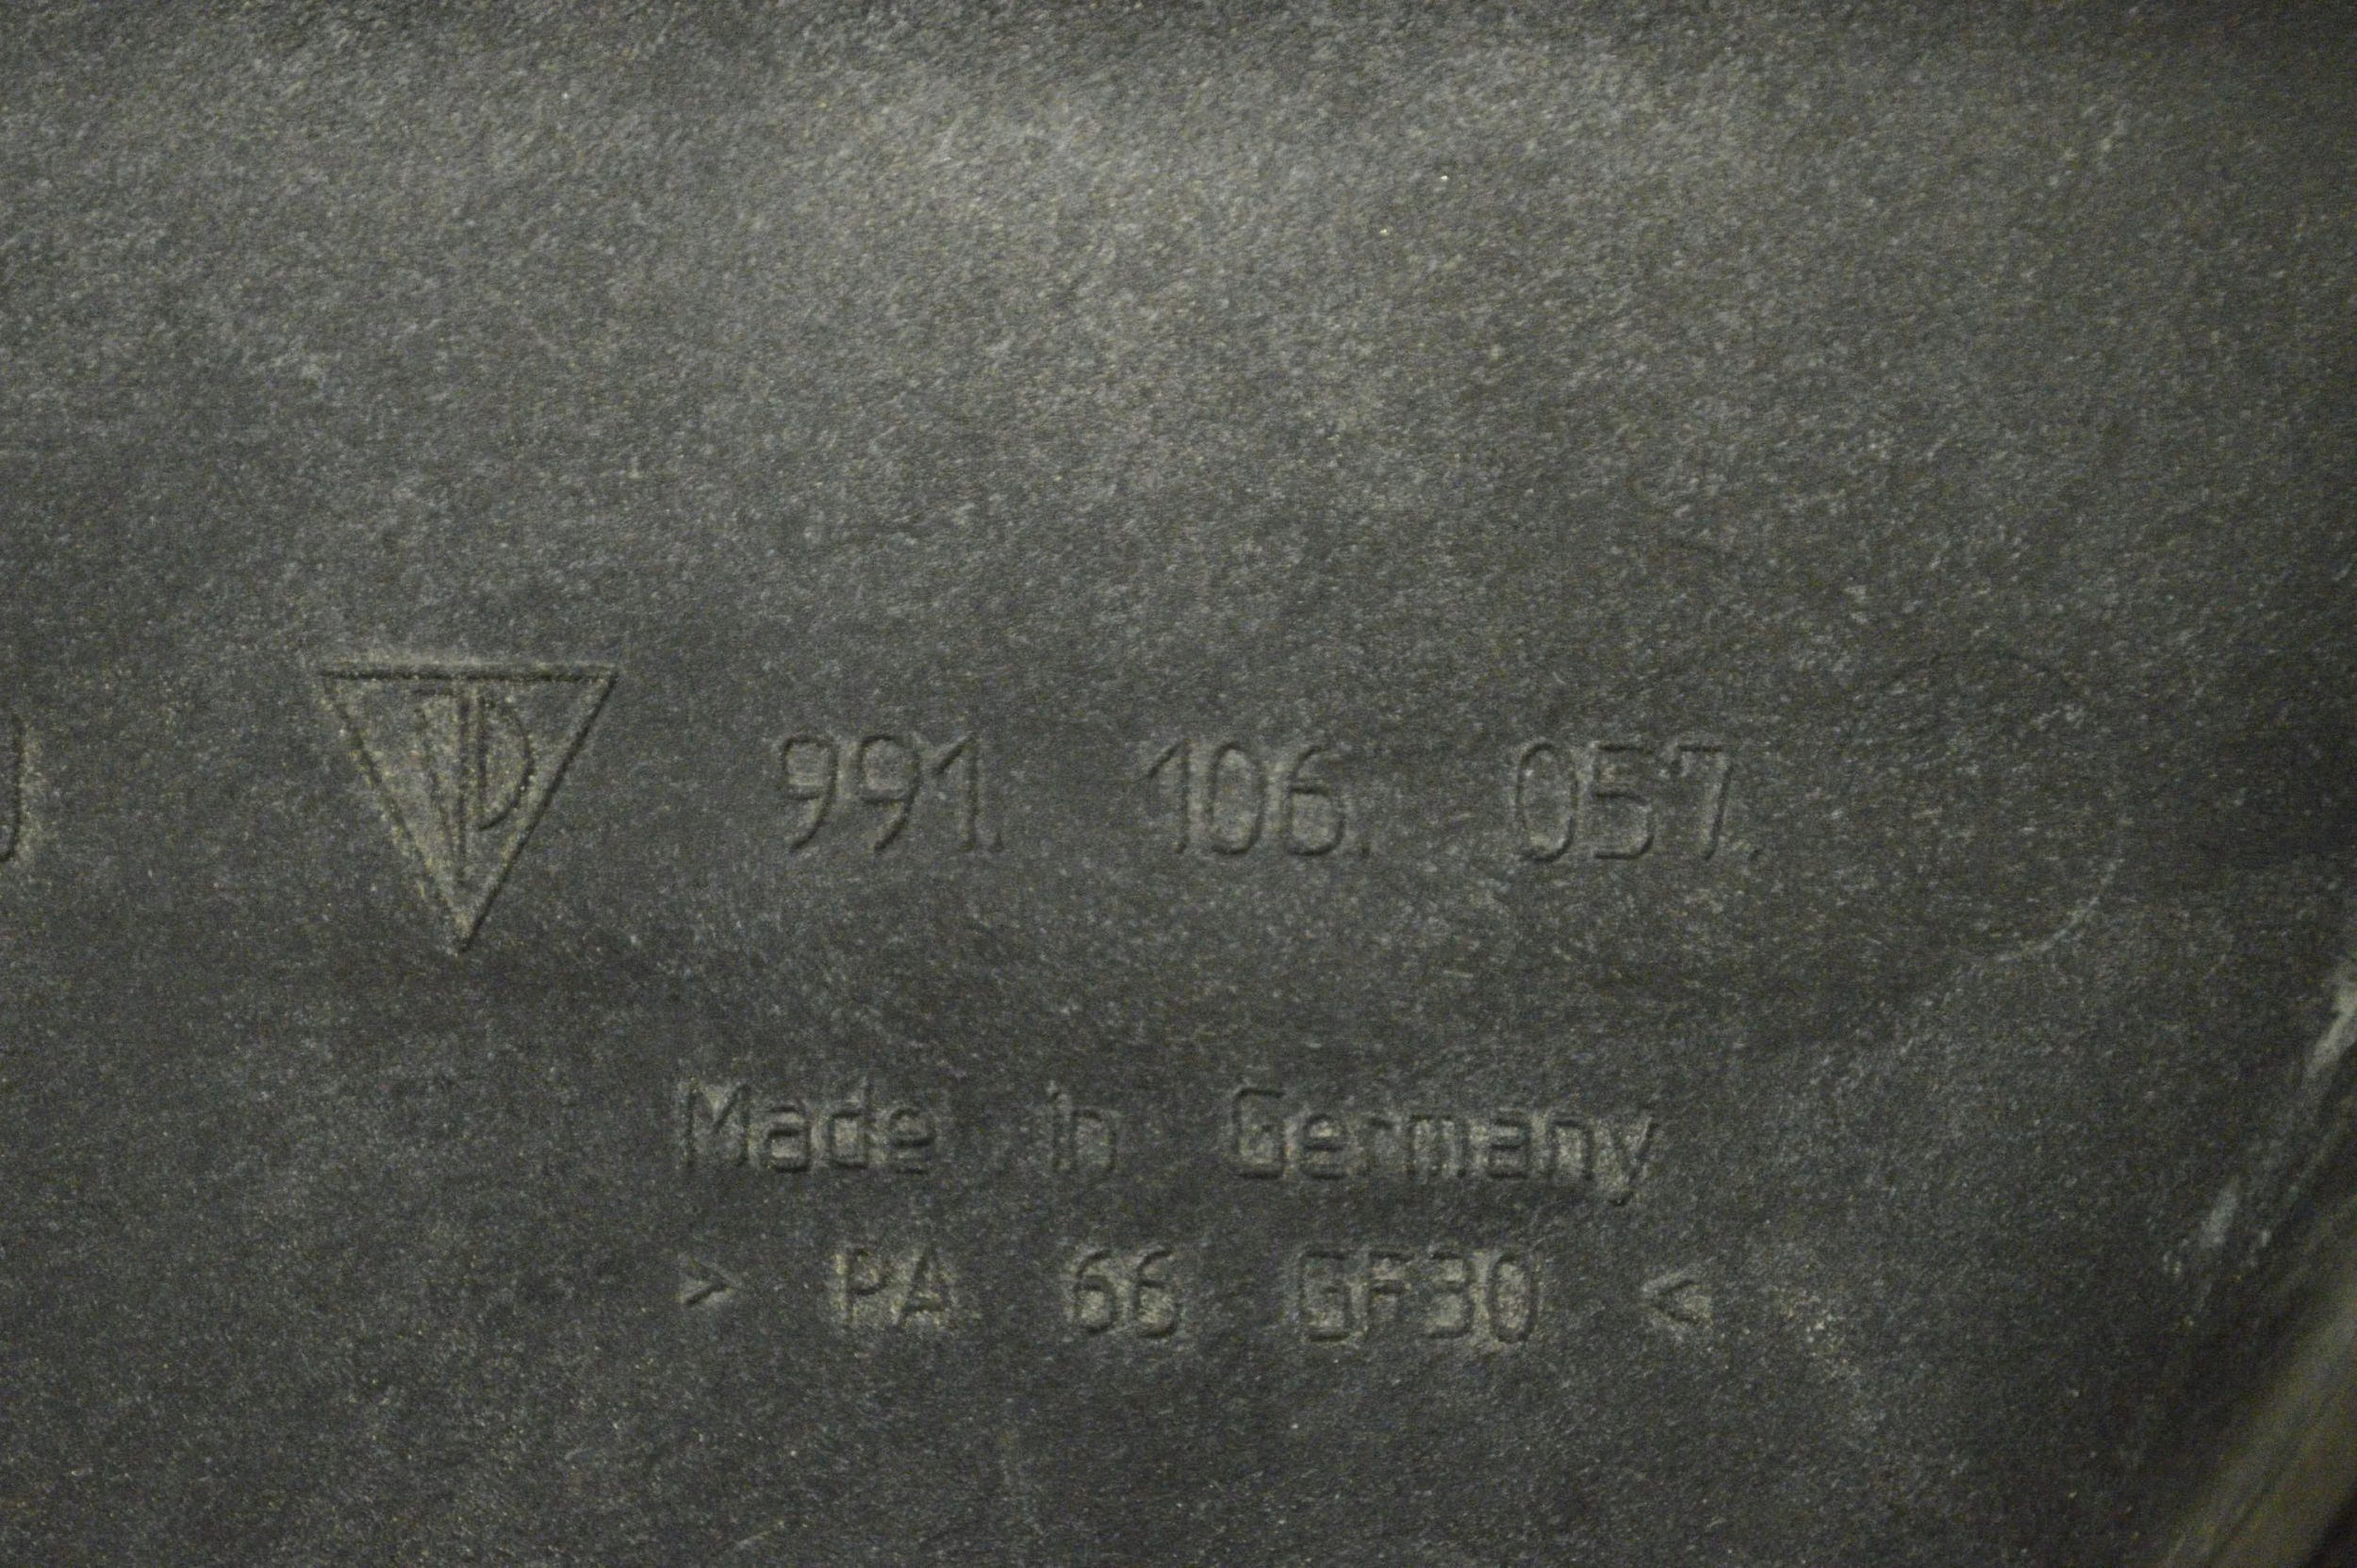 991. 106. 057.
Made in Germany
> PA 66 GF30 <